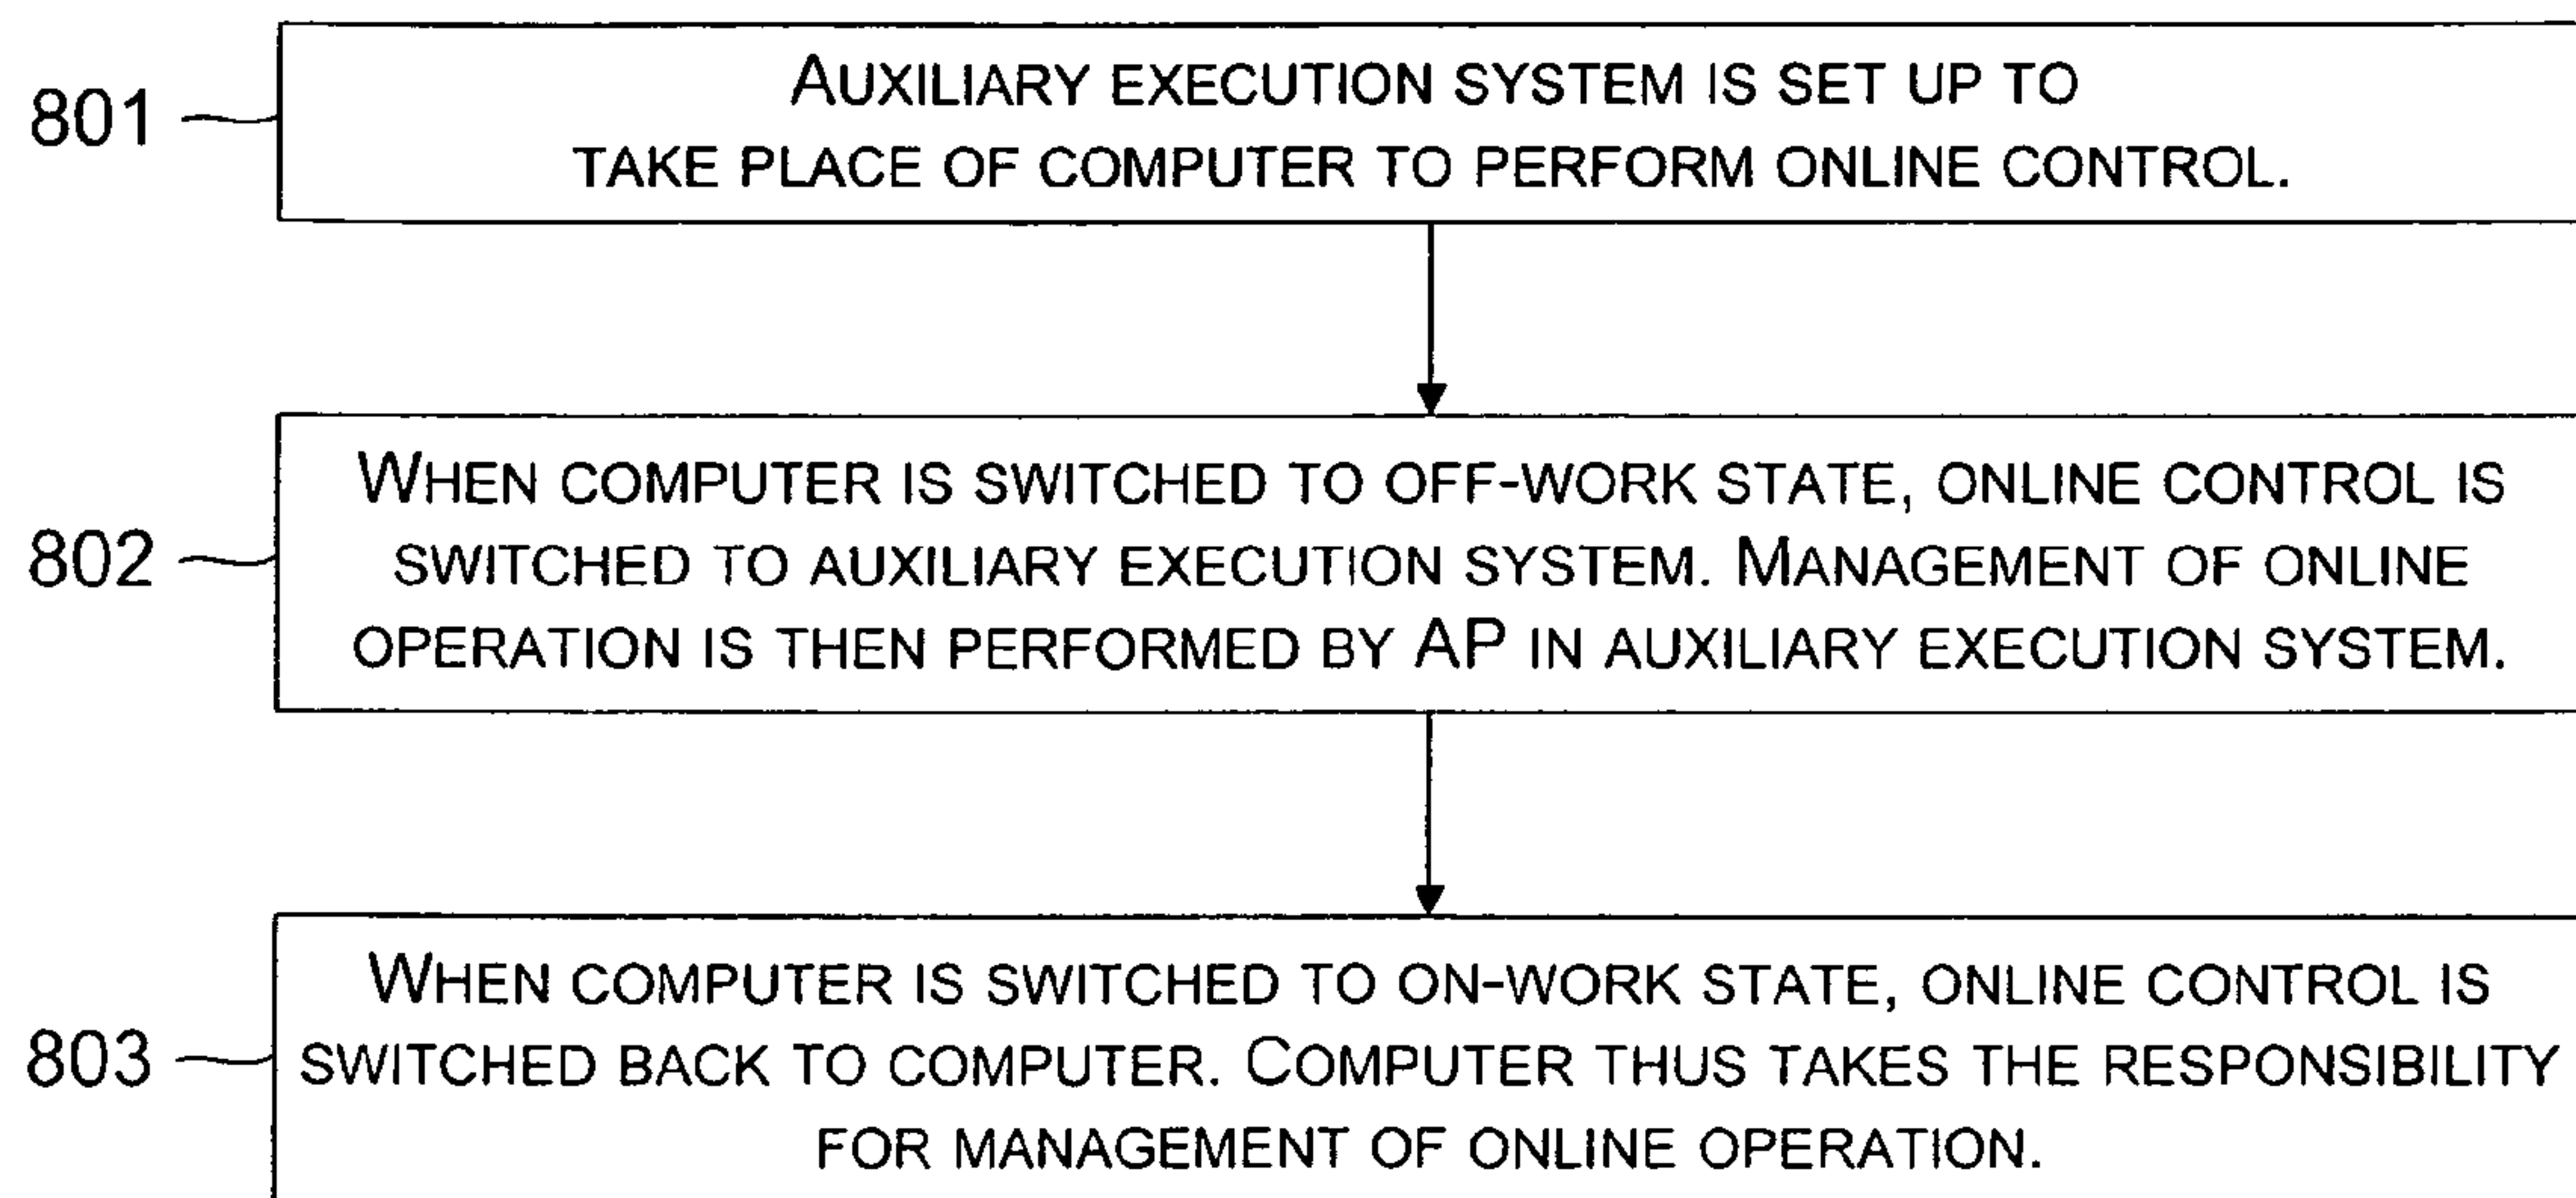 801
AUXILIARY EXECUTION SYSTEM IS SET UP TO
TAKE PLACE OF COMPUTER TO PERFORM ONLINE CONTROL.
802
WHEN COMPUTER IS SWITCHED TO OFF-WORK STATE, ONLINE CONTROL IS
SWITCHED TO AUXILIARY EXECUTION SYSTEM. MANAGEMENT OF ONLINE
OPERATION IS THEN PERFORMED BY AP IN AUXILIARY EXECUTION SYSTEM.
803
WHEN COMPUTER IS SWITCHED TO ON-WORK STATE, ONLINE CONTROL IS
SWITCHED BACK TO COMPUTER. COMPUTER THUS TAKES THE RESPONSIBILITY
FOR MANAGEMENT OF ONLINE OPERATION.